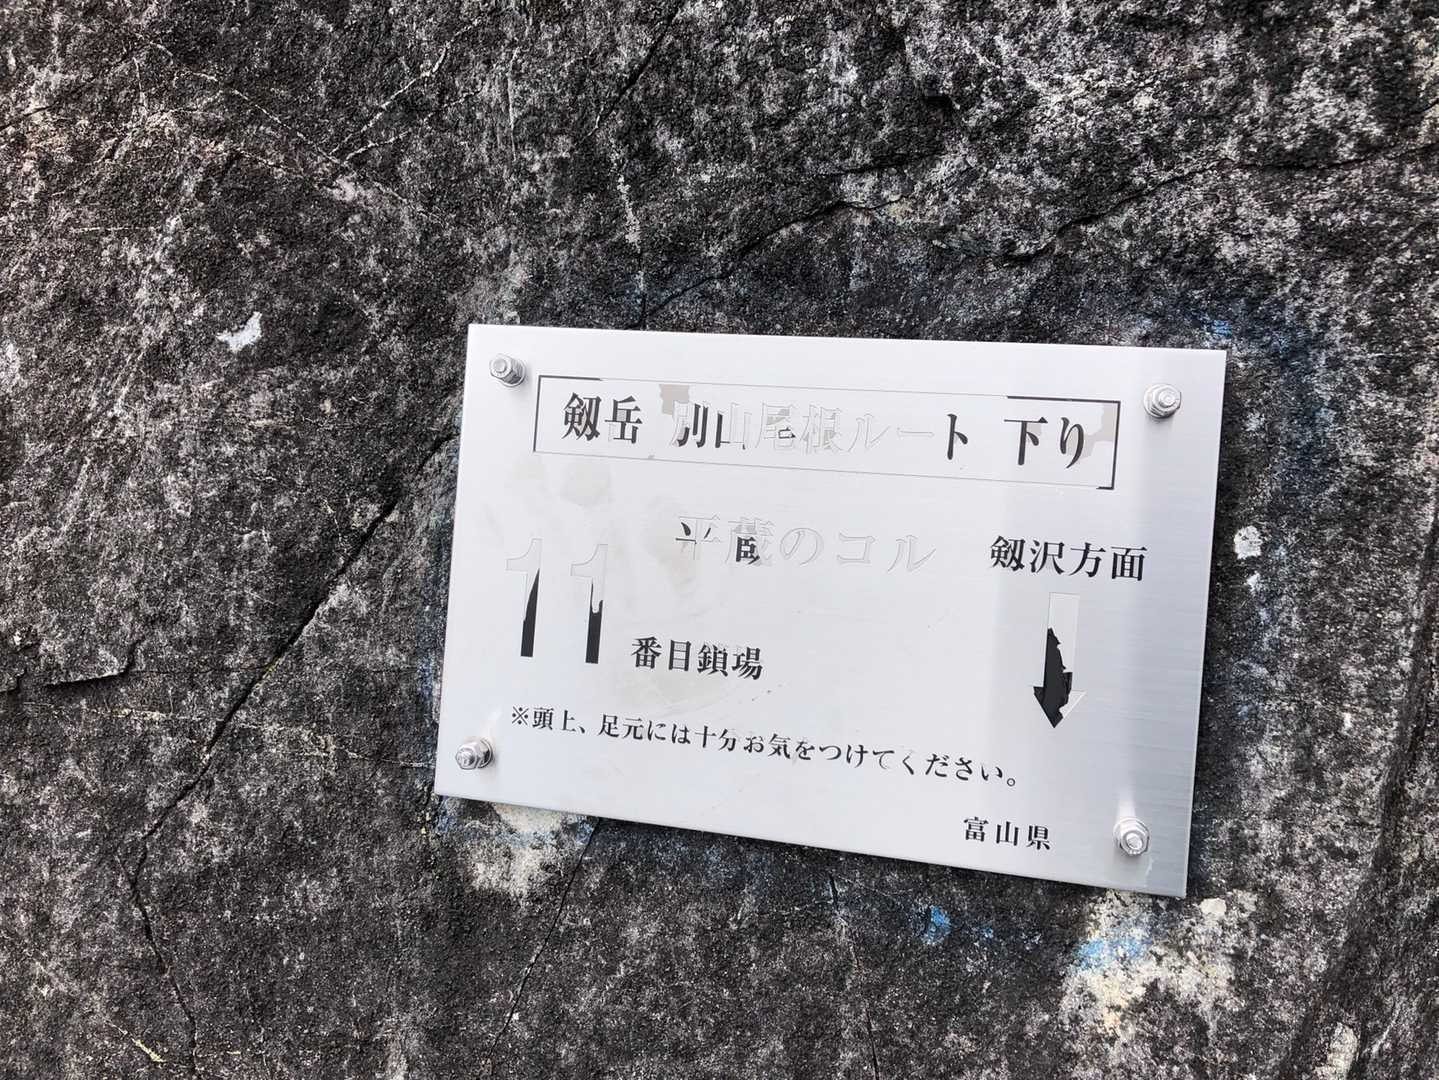 剱岳 別山尾根ルート 下り
平蔵のコル
剱沢方面
11番目鎖場
※頭上、足元には十分お気をつけてください。
富山県